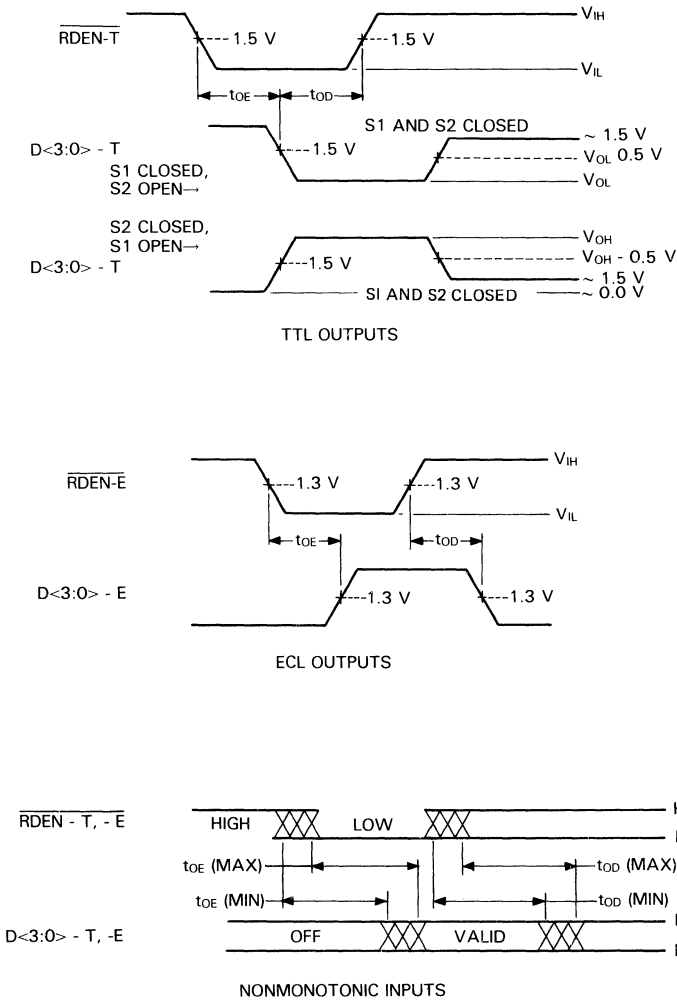 VIH
RDEN-T
1.5 V
1.5 V
VIL
tOE
tOD
S1 AND S2 CLOSED
~ 1.5 V
D<3:0> - T
1.5 V
VOL 0.5 V
S1 CLOSED,
S2 OPEN→
VOL
S2 CLOSED,
S1 OPEN→
VOH
VOH - 0.5 V
D<3:0> - T
1.5 V
~ 1.5 V
SI AND S2 CLOSED
~ 0.0 V
TTL OUTPUTS
VIH
RDEN-E
1.3 V
1.3 V
VIL
tOE
tOD
D<3:0> - E
1.3 V
1.3 V
ECL OUTPUTS
RDEN - T, - E
HIGH
LOW
tOE (MAX)
tOD (MAX)
tOE (MIN)
tOD (MIN)
D<3:0> - T, -E
OFF
VALID
NONMONOTONIC INPUTS